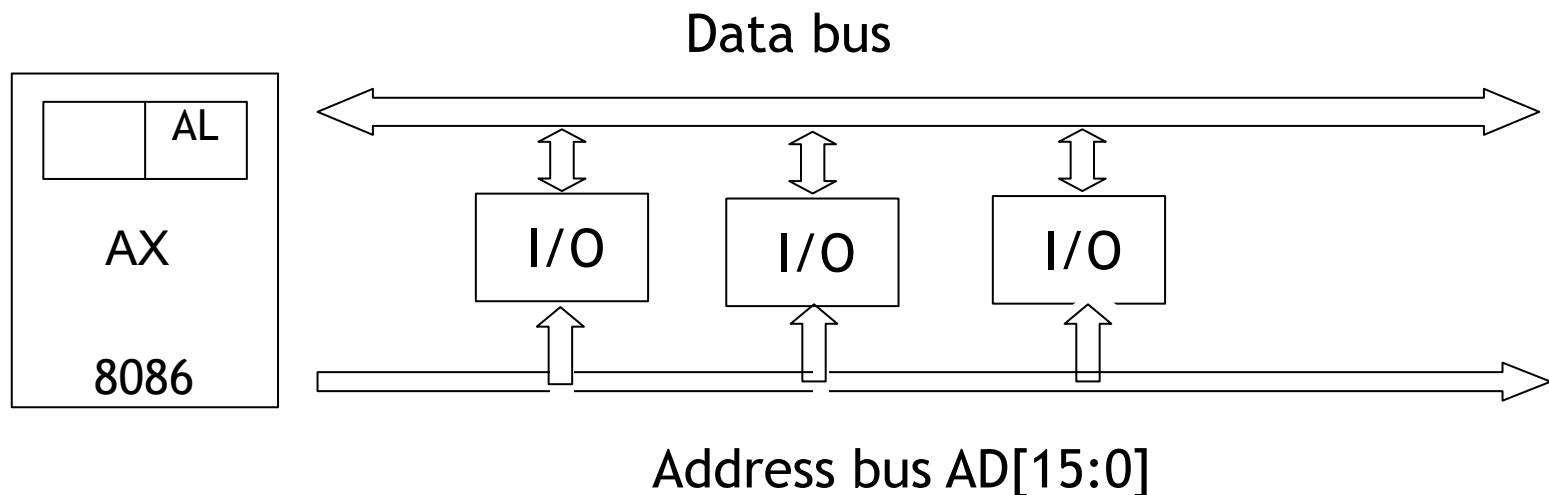 Data bus
AL
AX
8086
I/O
I/O
I/O
Address bus AD[15:0]